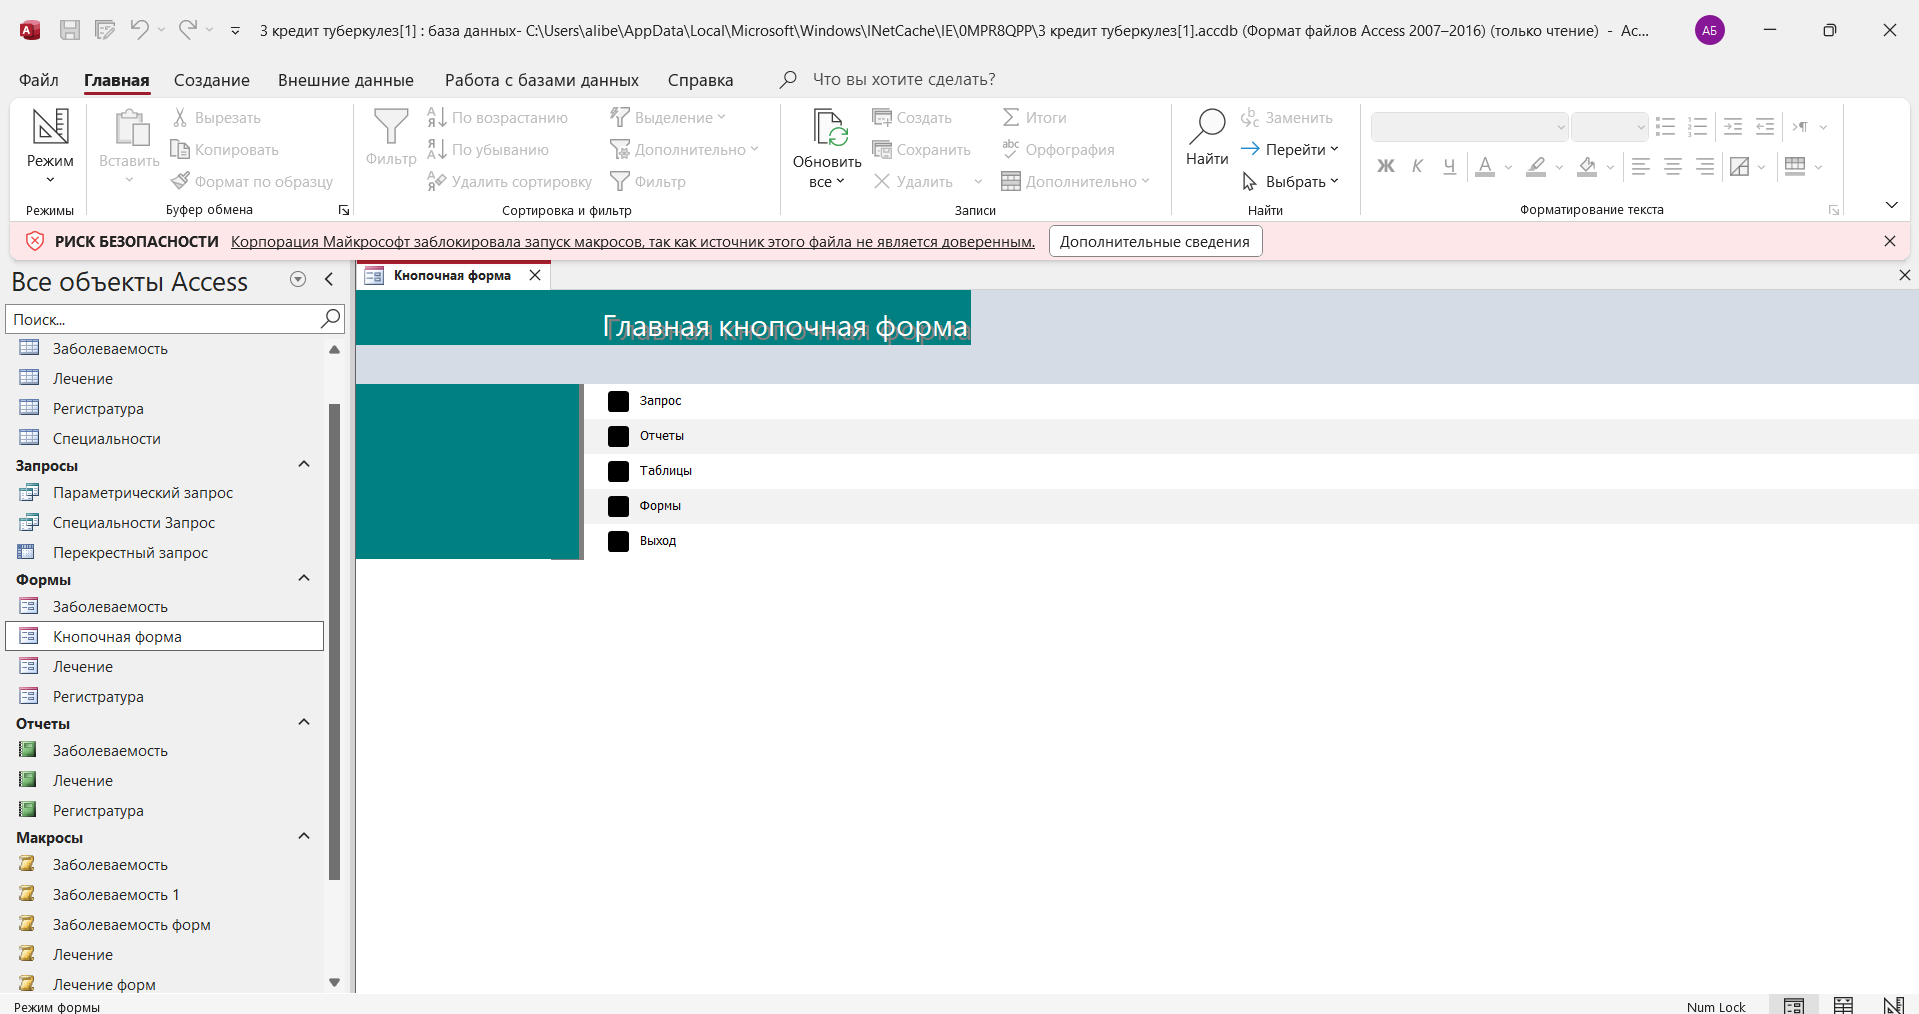 3 кредит туберкулез[1] : база данных- C:\Users\alibe\AppData\Local\Microsoft\Windows\INetCache\IE\0MPR8QPP\3 кредит туберкулез[1].accdb (Формат файлов Access 2007–2016) (только чтение) - Ac...
АБ
Файл Главная Создание Внешние данные Работа с базами данных Справка Что вы хотите сделать?
Режим
Режимы
Вставить
Вырезать
Копировать
Формат по образцу
Буфер обмена
Фильтр
По возрастанию
По убыванию
Удалить сортировку
Выделение
Дополнительно
Фильтр
Сортировка и фильтр
Обновить
все
Создать
Сохранить
Удалить
Итоги
Орфография
Дополнительно
Записи
Найти
Заменить
Перейти
Выбрать
Найти
Ж К Ч А
Форматирование текста
РИСК БЕЗОПАСНОСТИ Корпорация Майкрософт заблокировала запуск макросов, так как источник этого файла не является доверенным. Дополнительные сведения
Все объекты Access
Поиск...
Заболеваемость
Лечение
Регистратура
Специальности
Запросы
Параметрический запрос
Специальности Запрос
Перекрестный запрос
Формы
Заболеваемость
Кнопочная форма
Лечение
Регистратура
Отчеты
Заболеваемость
Лечение
Регистратура
Макросы
Заболеваемость
Заболеваемость 1
Заболеваемость форм
Лечение
Лечение форм
Кнопочная форма
Главная кнопочная форма
Запрос
Отчеты
Таблицы
Формы
Выход
Режим формы
Num Lock